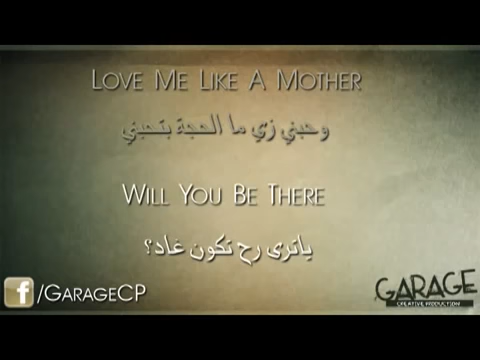 LOVE ME LIKE A MOTHER
وحبني زي ما الحجة بتحبني
WILL YOU BE THERE
ياترى رح تكون غاد؟
f /GARAGECP
GARAGE
CREATIVE PRODUCTION